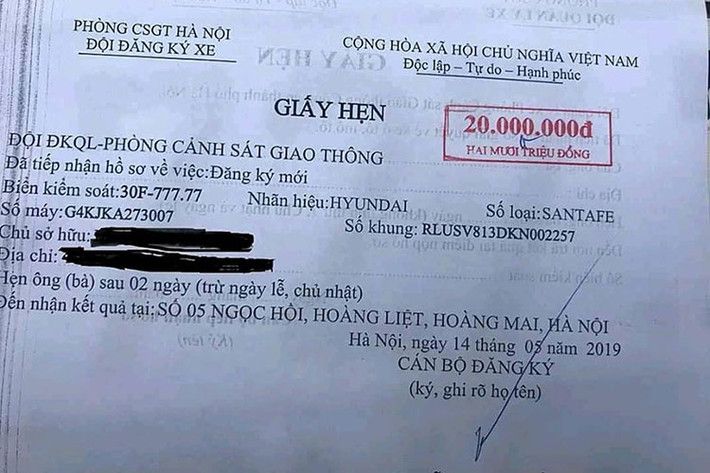 PHÒNG CSGT HÀ NỘI
ĐỘI ĐĂNG KÝ XE
CỘNG HÒA XÃ HỘI CHỦ NGHĨA VIỆT NAM
Độc lập – Tự do – Hạnh phúc
GIẤY HẸN
20.000.000đ
HAI MƯƠI TRIỆU ĐỒNG
ĐỘI ĐKQL-PHÒNG CẢNH SÁT GIAO THÔNG
Đã tiếp nhận hồ sơ về việc:Đăng ký mới
Biển kiểm soát:30F-777.77 Nhãn hiệu:HYUNDAI Số loại:SANTAFE
Số máy:G4KJKA273007 Số khung: RLUSV813DKN002257
Chủ sở hữu:
Địa chỉ:
Hẹn ông (bà) sau 02 ngày (trừ ngày lễ, chủ nhật)
Đến nhận kết quả tại: SỐ 05 NGỌC HỒI, HOÀNG LIỆT, HOÀNG MAI, HÀ NỘI
Hà Nội, ngày 14 tháng 05 năm 2019
CÁN BỘ ĐĂNG KÝ
(ký, ghi rõ họ tên)